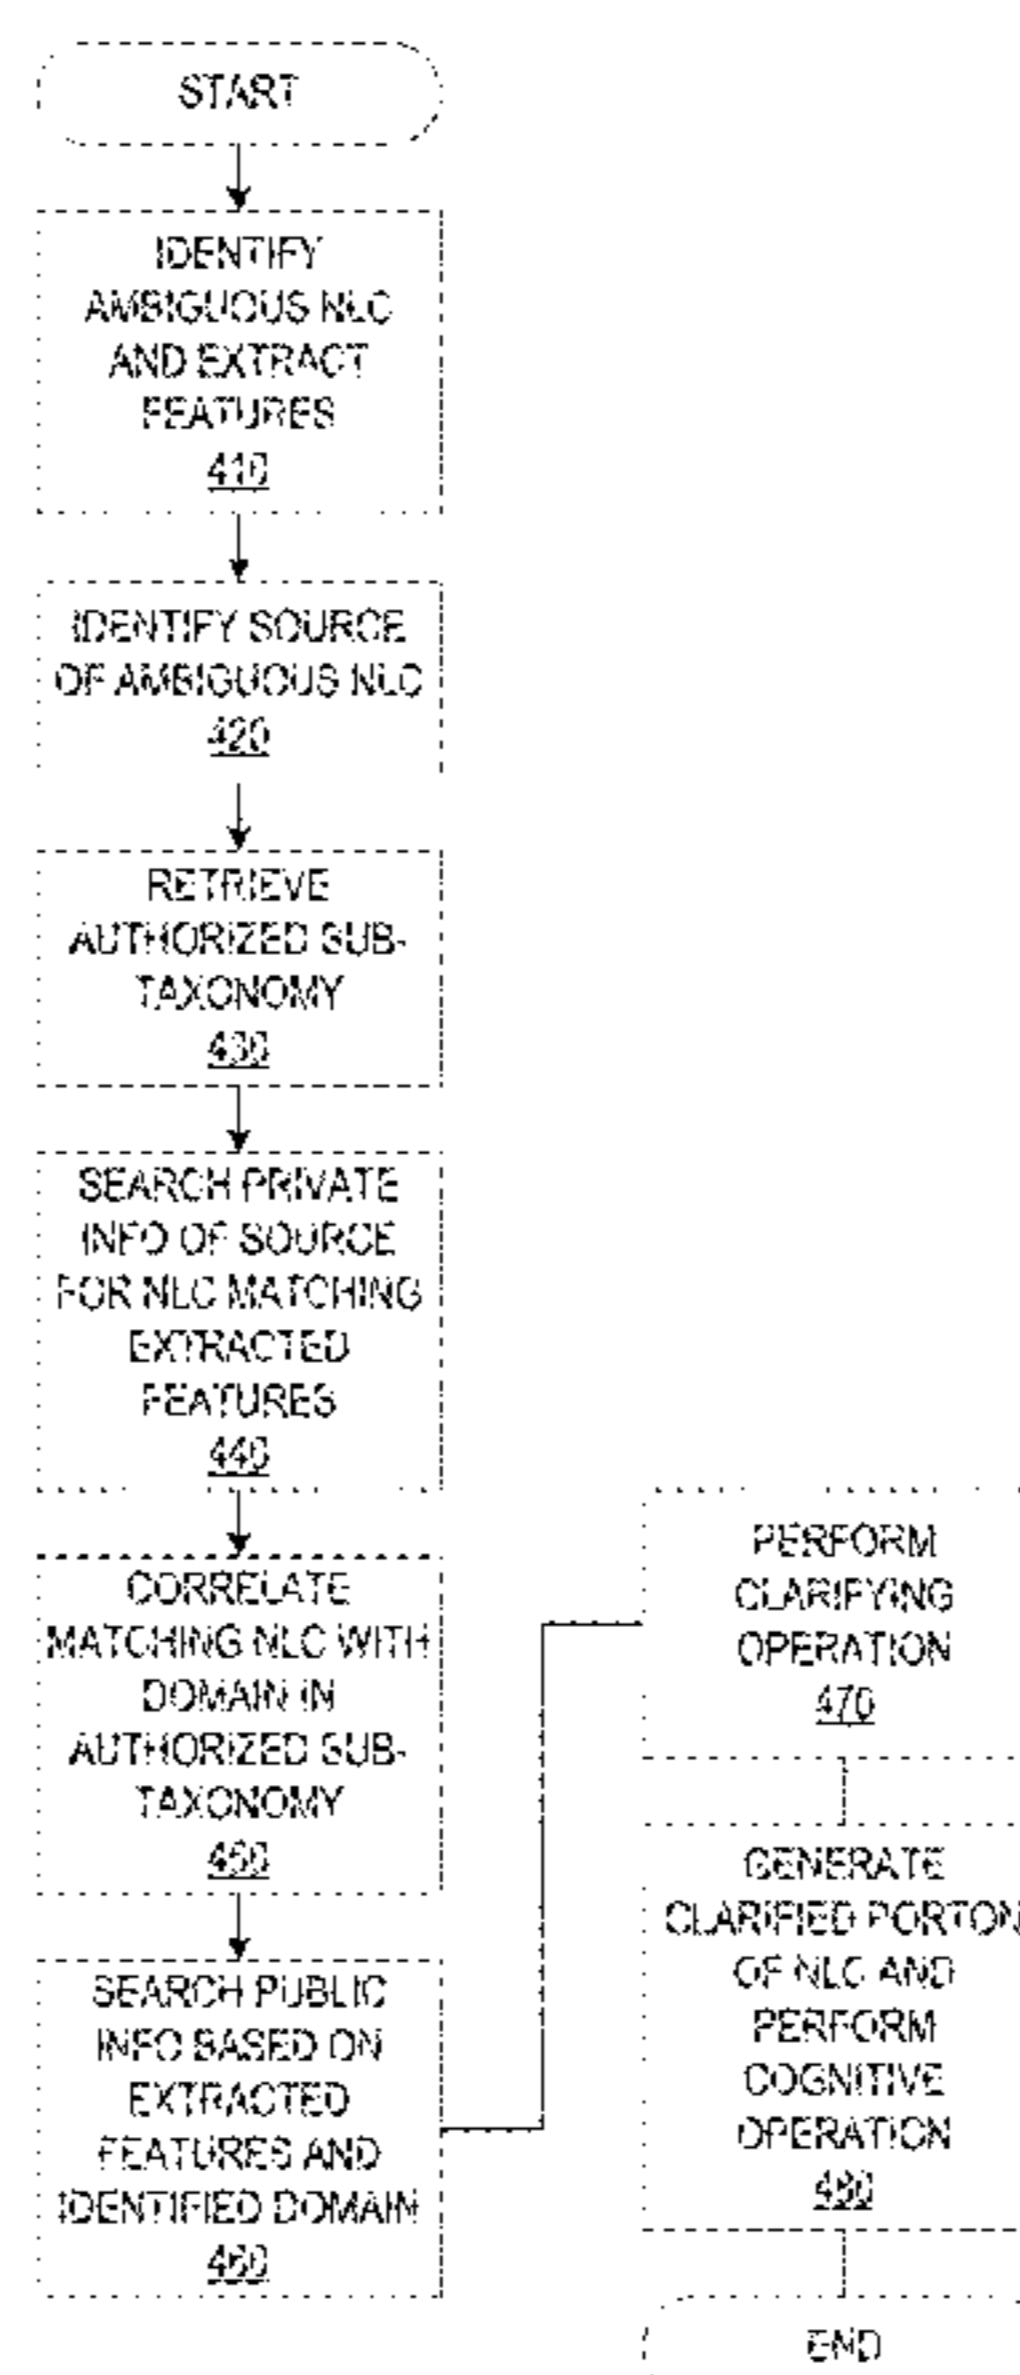 START
IDENTIFY
AMBIGUOUS NLC
AND EXTRACT
FEATURES
410
IDENTIFY SOURCE
OF AMBIGUOUS NLC
420
RETRIEVE
AUTHORIZED SUB-
TAXONOMY
430
SEARCH PRIVATE
INFO OF SOURCE
FOR NLC MATCHING
EXTRACTED
FEATURES
440
CORRELATE
MATCHING NLC WITH
DOMAIN IN
AUTHORIZED SUB-
TAXONOMY
450
SEARCH PUBLIC
INFO BASED ON
EXTRACTED
FEATURES AND
IDENTIFIED DOMAIN
460
PERFORM
CLARIFYING
OPERATION
470
GENERATE
CLARIFIED PORTON
OF NLC AND
PERFORM
COGNITIVE
OPERATION
480
END